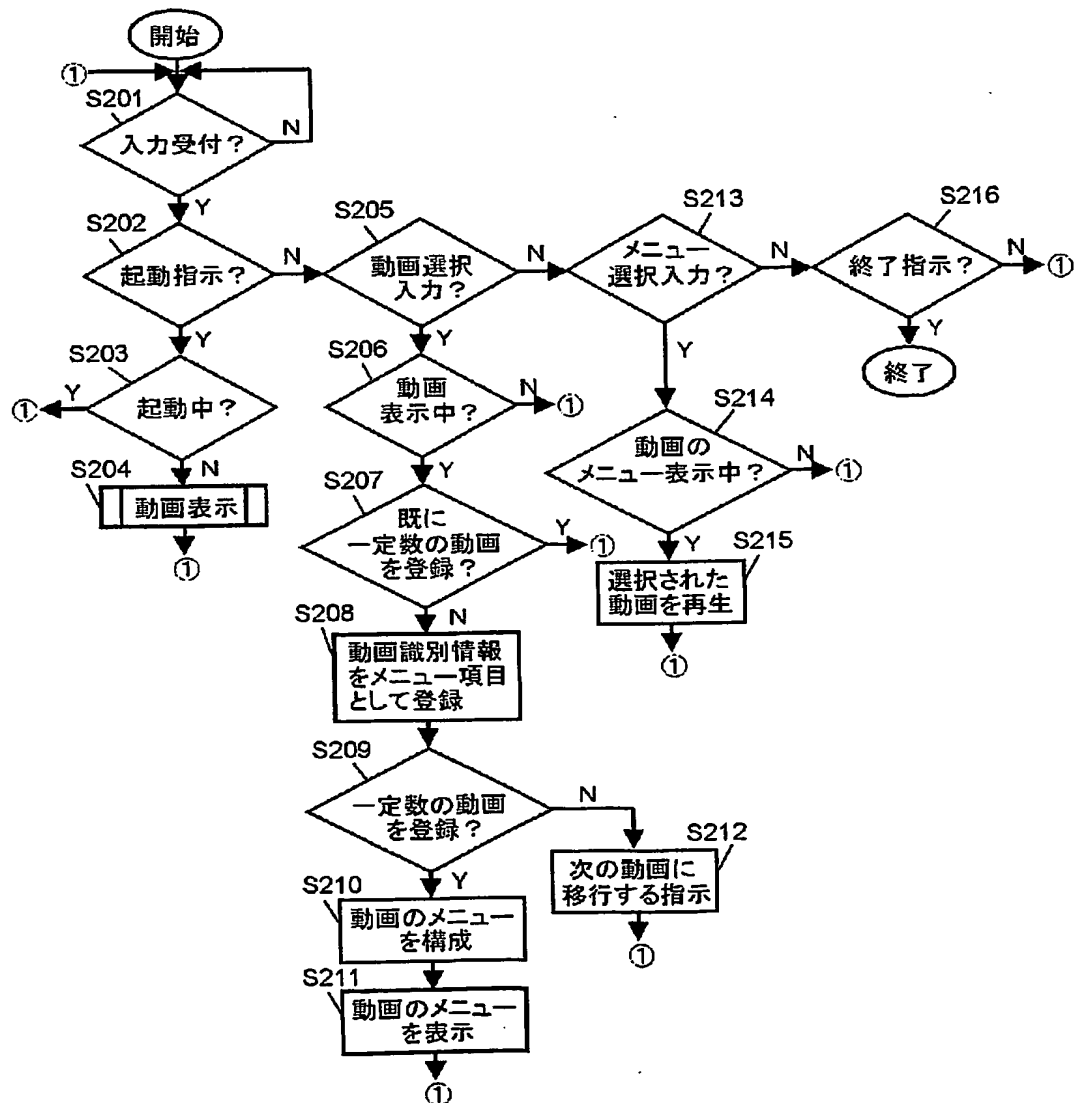 開始
①
S201
入力受付?
N
Y
S202
起動指示?
N
Y
S203
起動中?
Y
①
N
S204
動画表示
①
S205
動画選択
入力?
N
Y
S206
動画
表示中?
N
①
Y
S207
既に
一定数の動画
を登録?
Y
①
N
S208
動画識別情報
をメニュー項目
として登録
S209
一定数の動画
を登録?
N
Y
S210
動画のメニュー
を構成
S211
動画のメニュー
を表示
①
S212
次の動画に
移行する指示
①
S213
メニュー
選択入力?
N
Y
S214
動画の
メニュー表示中?
N
①
Y
S215
選択された
動画を再生
①
S216
終了指示?
N
①
Y
終了